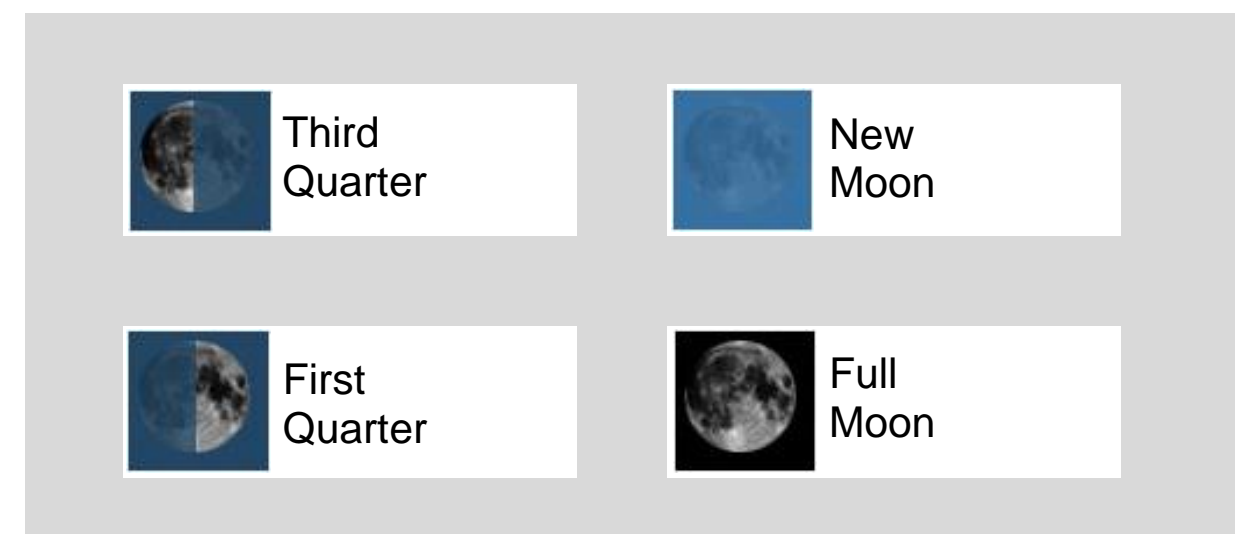 Third
Quarter
New
Moon
First
Quarter
Full
Moon